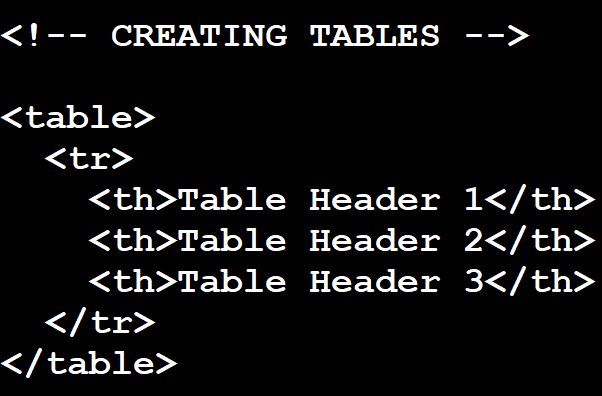 <!-- CREATING TABLES -->
<table>
  <tr>
    <th>Table Header 1</th>
    <th>Table Header 2</th>
    <th>Table Header 3</th>
  </tr>
</table>